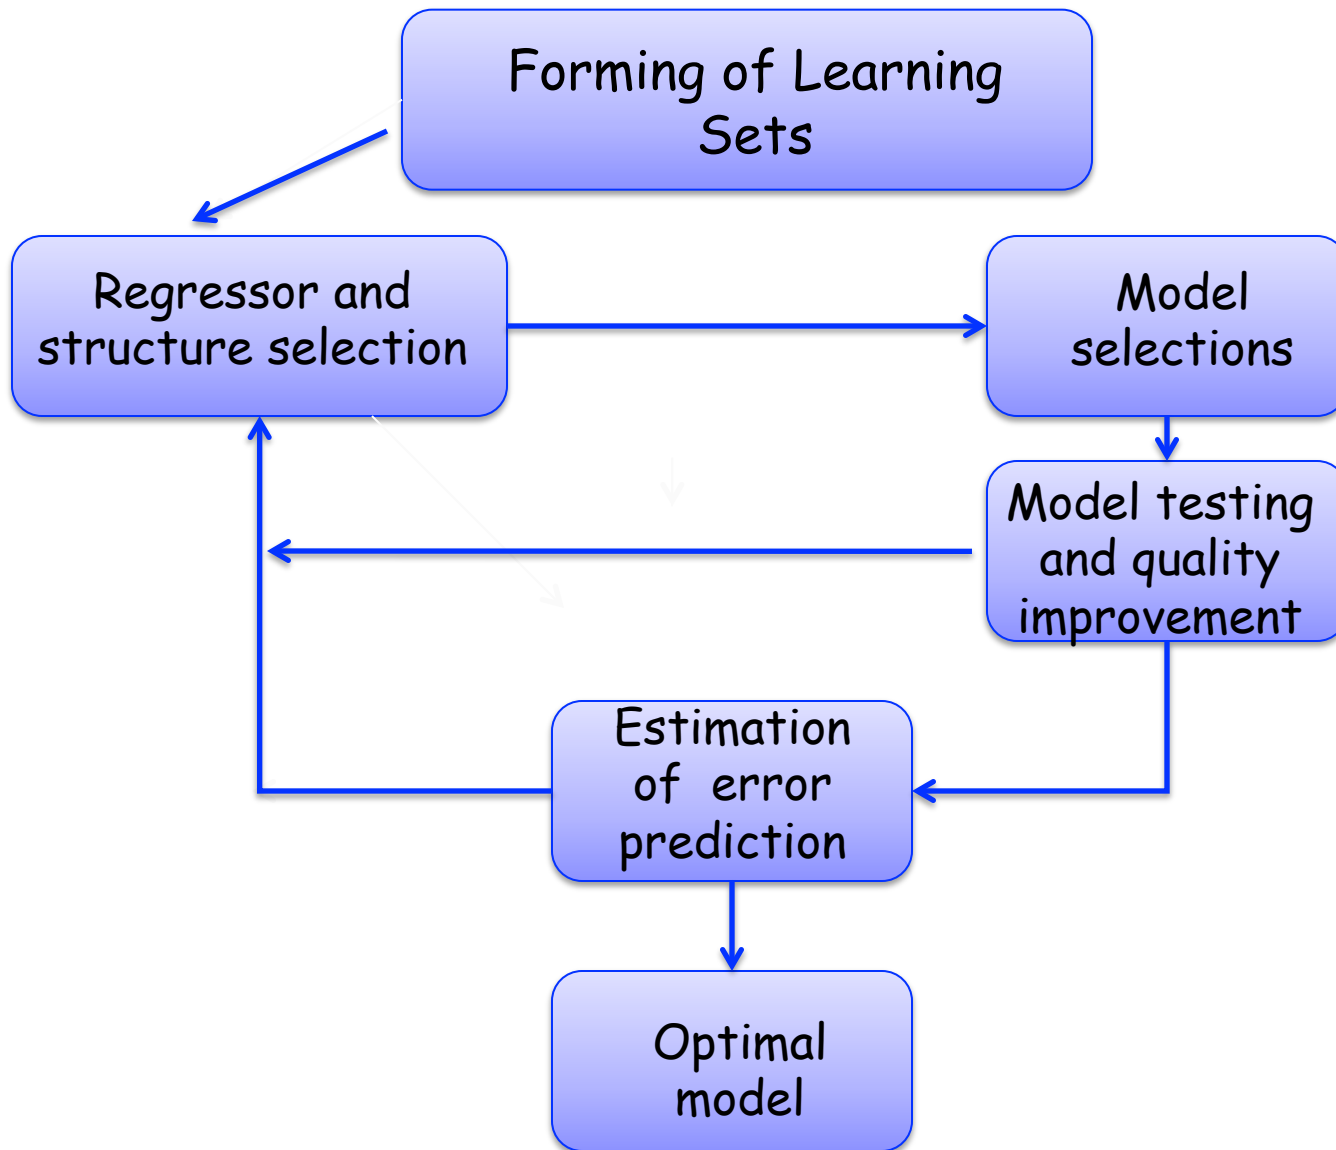 Forming of Learning
Sets
Regressor and
structure selection
Model
selections
Model testing
and quality
improvement
Estimation
of error
prediction
Optimal
model